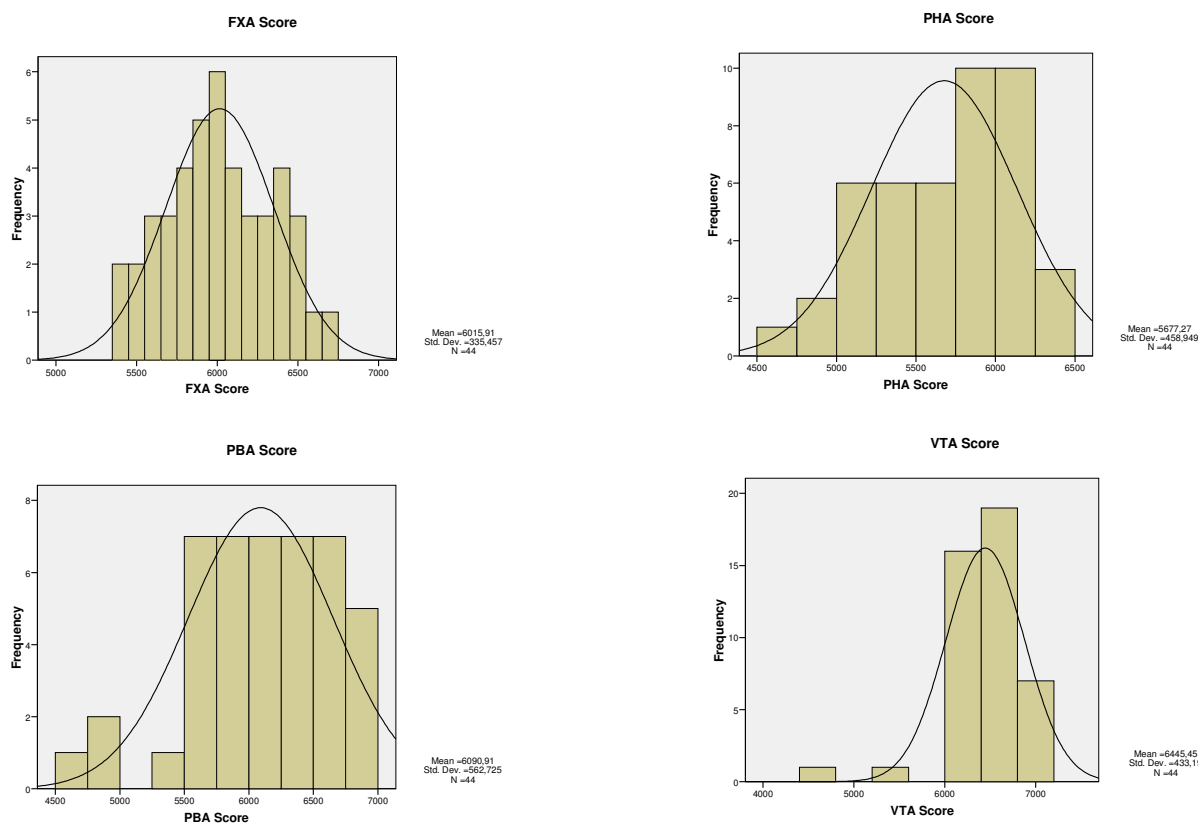 FXA Score
6
5
4
3
2
1
0
Frequency
5000 5500 6000 6500 7000
FXA Score
Mean =6015,91
Std. Dev. =335,457
N =44
PHA Score
10
8
6
4
2
0
Frequency
4500 5000 5500 6000 6500
PHA Score
Mean =5677,27
Std. Dev. =458,949
N =44
PBA Score
8
6
4
2
0
Frequency
4500 5000 5500 6000 6500 7000
PBA Score
Mean =6090,91
Std. Dev. =562,725
N =44
VTA Score
20
15
10
5
0
Frequency
4000 5000 6000 7000
VTA Score
Mean =6445,45
Std. Dev. =433,1
N =44